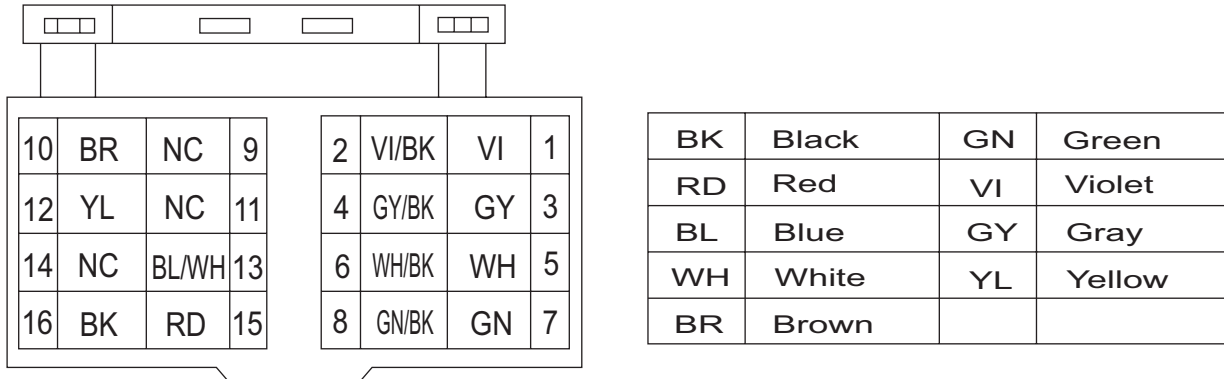 10 BR NC 9 2 VI/BK VI 1
12 YL NC 11 4 GY/BK GY 3
14 NC BL/WH 13 6 WH/BK WH 5
16 BK RD 15 8 GN/BK GN 7
BK Black GN Green
RD Red VI Violet
BL Blue GY Gray
WH White YL Yellow
BR Brown